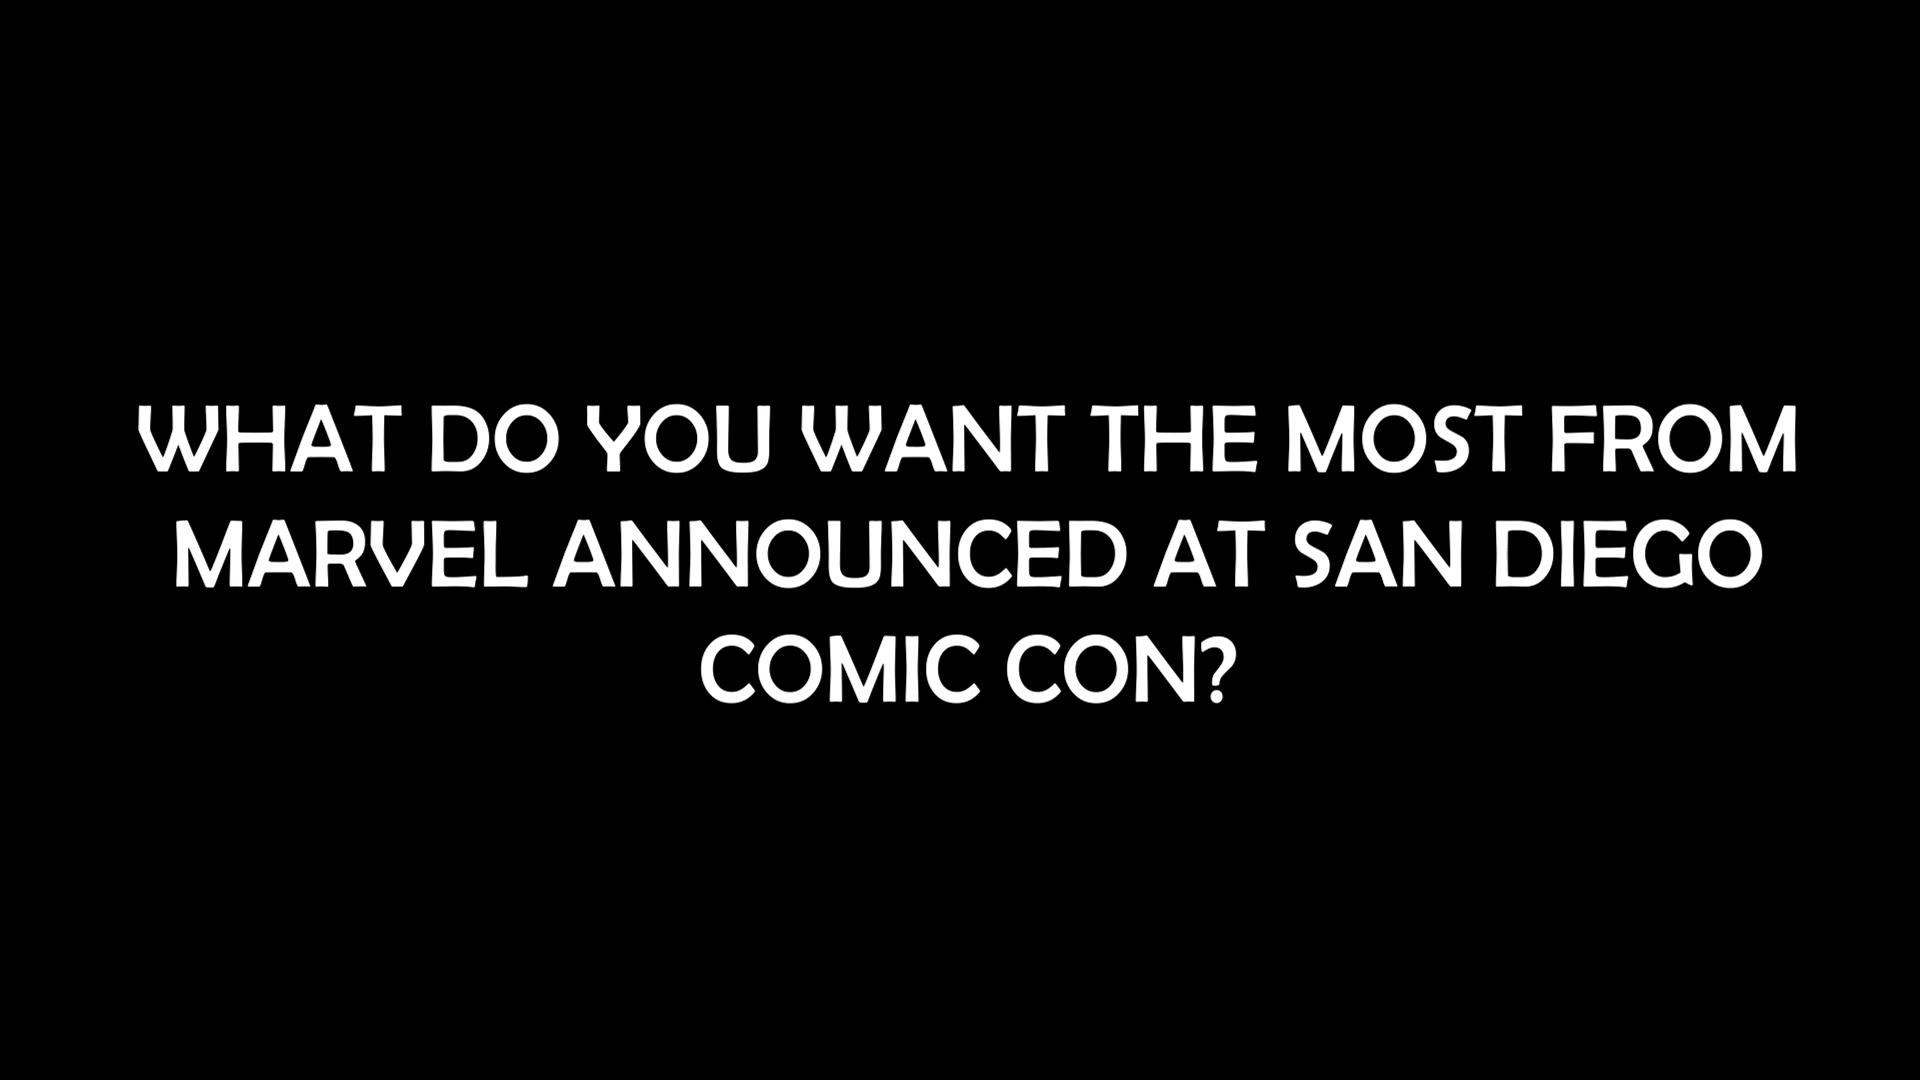 WHAT DO YOU WANT THE MOST FROM
MARVEL ANNOUNCED AT SAN DIEGO
COMIC CON?